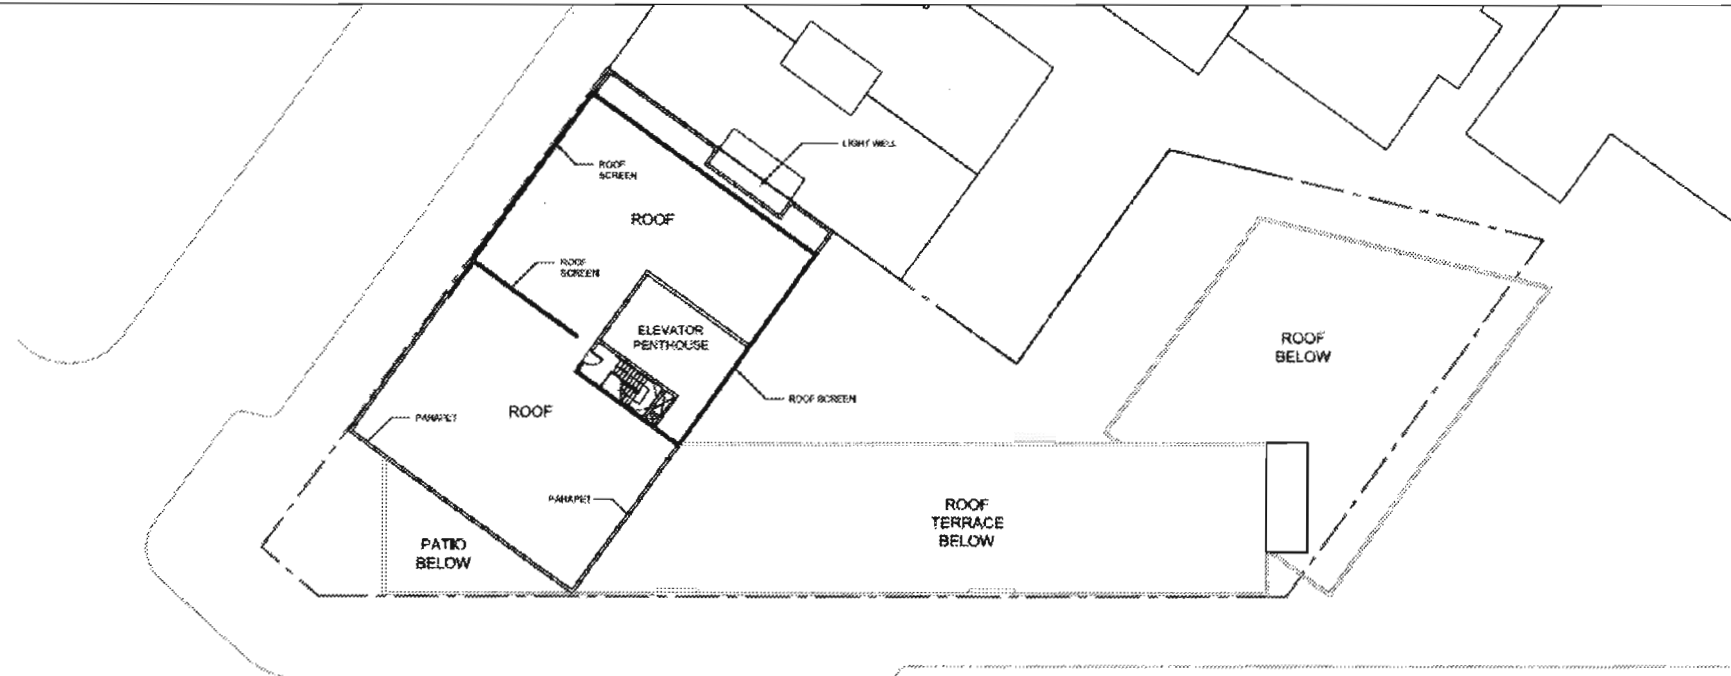 LIGHT WELL
ROOF
SCREEN
ROOF
ROOF
SCREEN
ELEVATOR
PENTHOUSE
ROOF
BELOW
ROOF SCREEN
ROOF
PARAPET
PARAPET
ROOF
TERRACE
BELOW
PATIO
BELOW